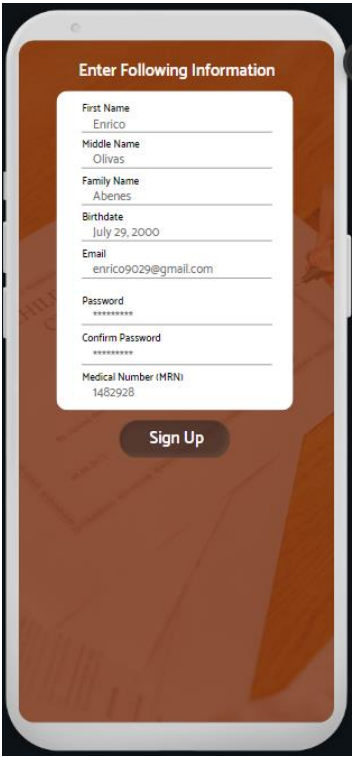 Enter Following Information
First Name
Enrico
Middle Name
Olivas
Family Name
Abenes
Birthdate
July 29, 2000
Email
enrico9029@gmail.com
Password
*********
Confirm Password
*********
Medical Number (MRN)
1482928
Sign Up